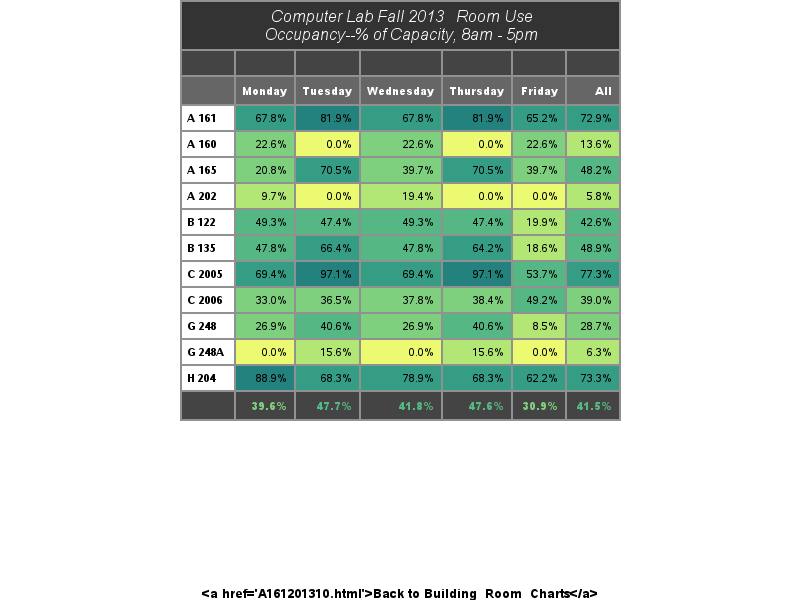 Computer Lab Fall 2013 Room Use
Occupancy--% of Capacity, 8am - 5pm
Monday Tuesday Wednesday Thursday Friday All
A 161 67.8% 81.9% 67.8% 81.9% 65.2% 72.9%
A 160 22.6% 0.0% 22.6% 0.0% 22.6% 13.6%
A 165 20.8% 70.5% 39.7% 70.5% 39.7% 48.2%
A 202 9.7% 0.0% 19.4% 0.0% 0.0% 5.8%
B 122 49.3% 47.4% 49.3% 47.4% 19.9% 42.6%
B 135 47.8% 66.4% 47.8% 64.2% 18.6% 48.9%
C 2005 69.4% 97.1% 69.4% 97.1% 53.7% 77.3%
C 2006 33.0% 36.5% 37.8% 38.4% 49.2% 39.0%
G 248 26.9% 40.6% 26.9% 40.6% 8.5% 28.7%
G 248A 0.0% 15.6% 0.0% 15.6% 0.0% 6.3%
H 204 88.9% 68.3% 78.9% 68.3% 62.2% 73.3%
39.6% 47.7% 41.8% 47.6% 30.9% 41.5%
<a href='A161201310.html'>Back to Building_Room_Charts</a>